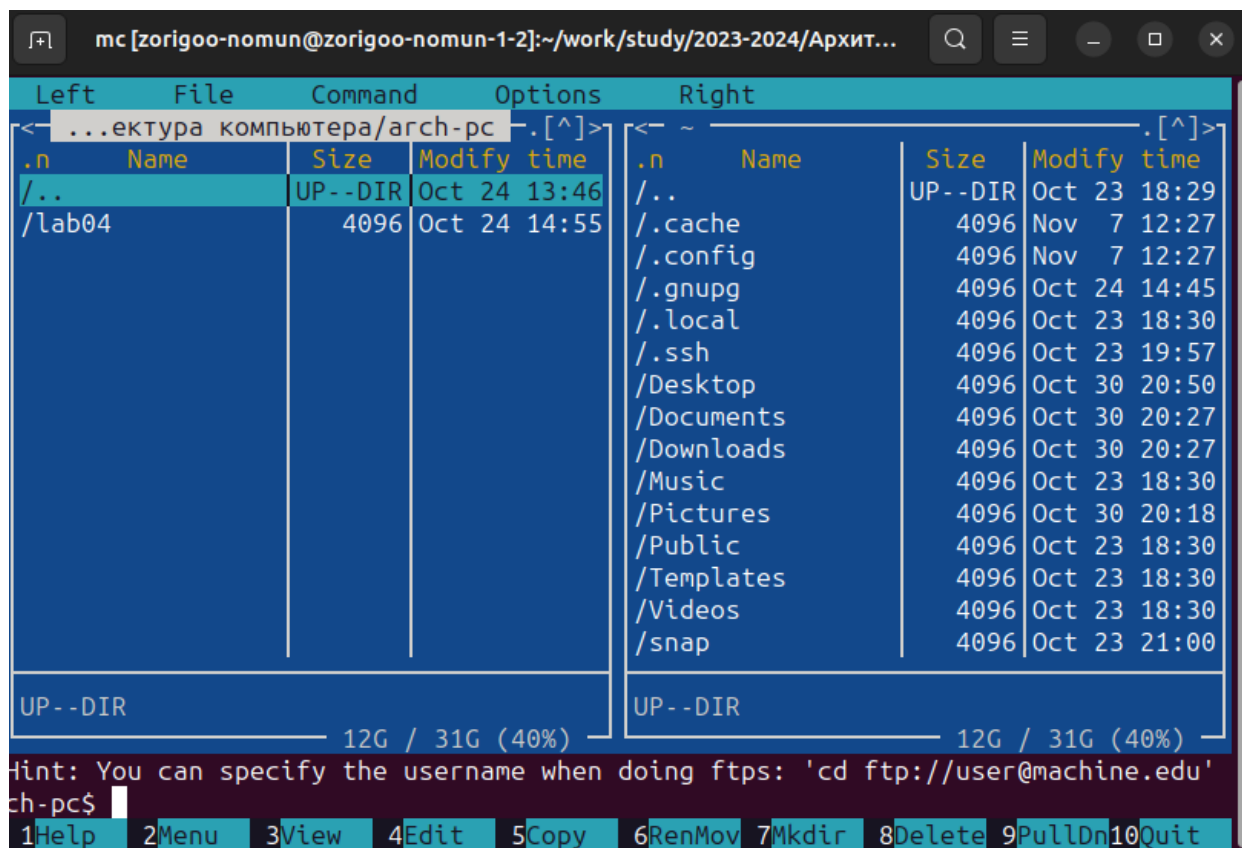 mc [zorigoo-nomun@zorigoo-nomun-1-2]:~/work/study/2023-2024/Архит...
Left File Command Options Right
<─ ...ектура компьютера/arch-pc ─.[^]>
.n Name Size Modify time
/.. UP--DIR Oct 24 13:46
/lab04 4096 Oct 24 14:55
UP--DIR
12G / 31G (40%)
<─ ~ ─.[^]>
.n Name Size Modify time
/.. UP--DIR Oct 23 18:29
/.cache 4096 Nov 7 12:27
/.config 4096 Nov 7 12:27
/.gnupg 4096 Oct 24 14:45
/.local 4096 Oct 23 18:30
/.ssh 4096 Oct 23 19:57
/Desktop 4096 Oct 30 20:50
/Documents 4096 Oct 30 20:27
/Downloads 4096 Oct 30 20:27
/Music 4096 Oct 23 18:30
/Pictures 4096 Oct 30 20:18
/Public 4096 Oct 23 18:30
/Templates 4096 Oct 23 18:30
/Videos 4096 Oct 23 18:30
/snap 4096 Oct 23 21:00
UP--DIR
12G / 31G (40%)
Hint: You can specify the username when doing ftps: 'cd ftp://user@machine.edu'
ch-pc$
1Help 2Menu 3View 4Edit 5Copy 6RenMov 7Mkdir 8Delete 9PullDn 10Quit